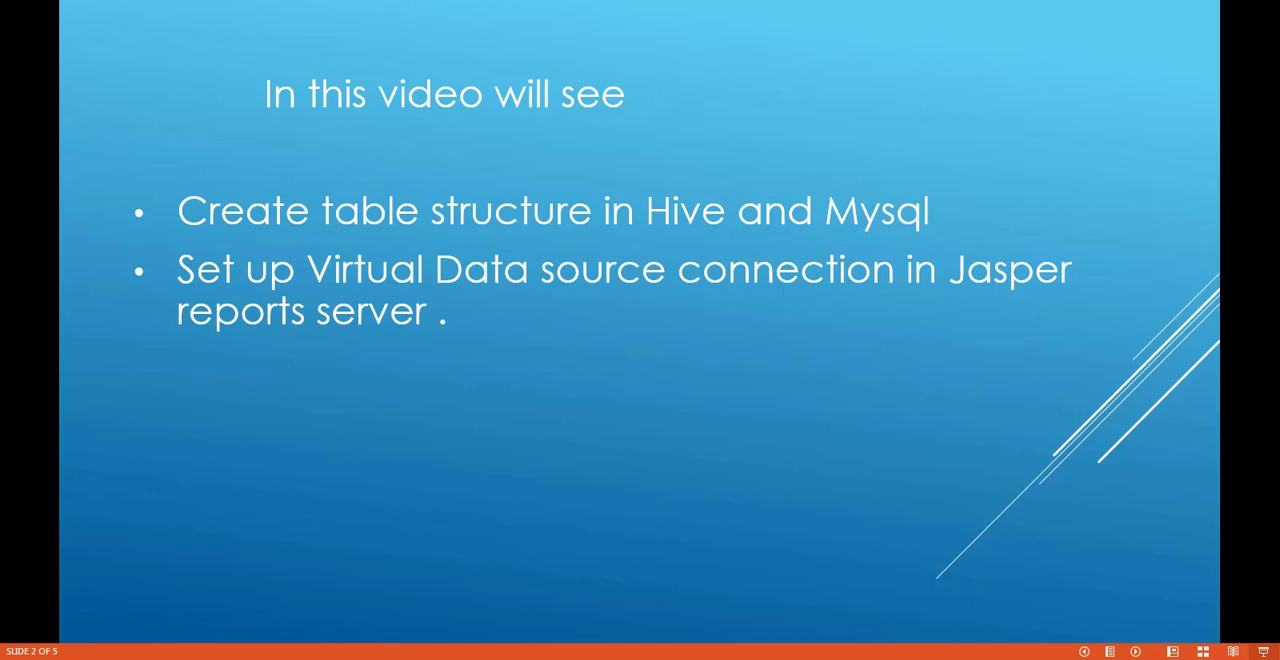 In this video will see
• Create table structure in Hive and Mysql
• Set up Virtual Data source connection in Jasper
reports server .
SLIDE 2 OF 5